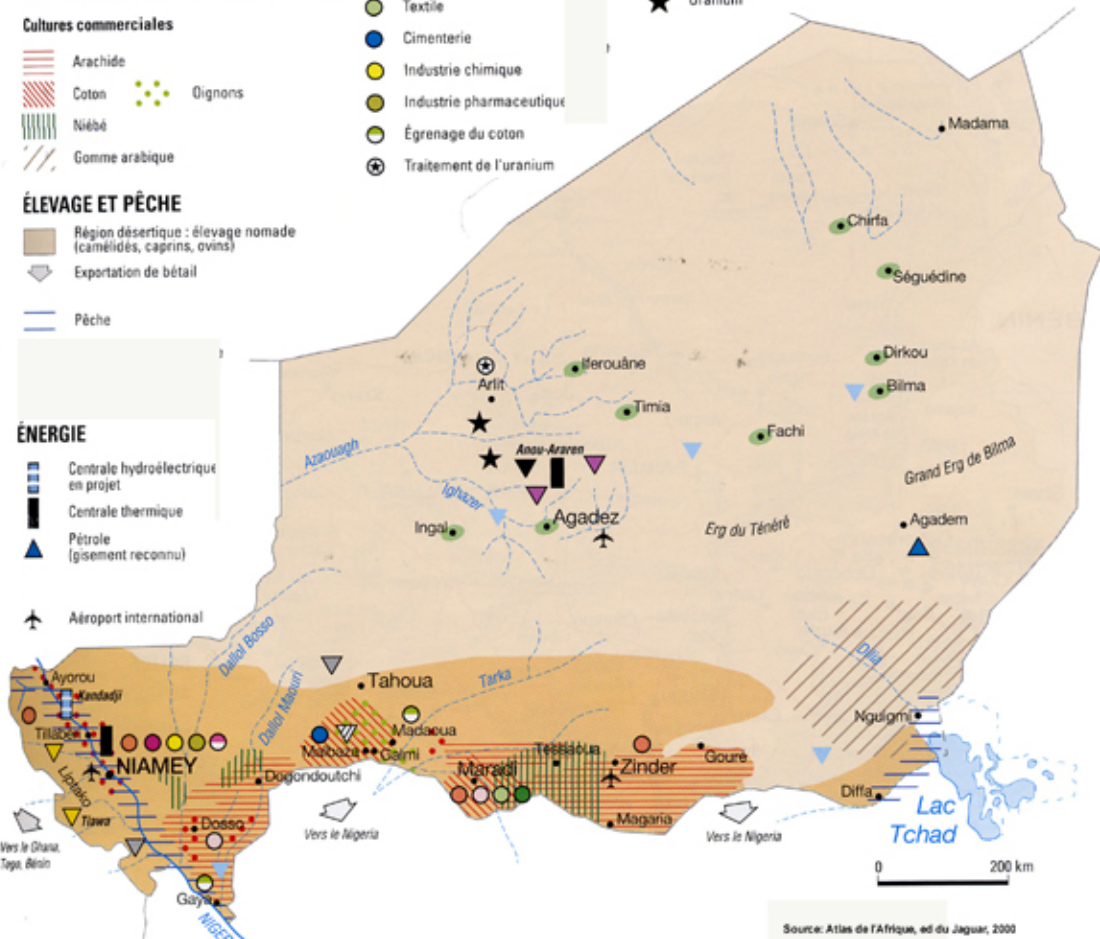 Cultures commerciales
Arachide
Coton
Oignons
Niébé
Gomme arabique
ÉLEVAGE ET PÊCHE
Région désertique : élevage nomade
(camélidés, caprins, ovins)
Exportation de bétail
Pêche
ÉNERGIE
Centrale hydroélectrique
en projet
Centrale thermique
Pétrole
(gisement reconnu)
Aéroport international
Textile
Cimenterie
Industrie chimique
Industrie pharmaceutique
Égrenage du coton
Traitement de l'uranium
Uranium
Madama
Chirfa
Séguédine
Dirkou
Bilma
Iferouâne
Arlit
Timia
Fachi
Azaouagh
Anou-Araren
Grand Erg de Bilma
Ighazer
Ingal
Agadez
Erg du Ténéré
Agadem
Dallol Bosso
Dilia
Ayorou
Kandadji
Dallol Maouri
Tahoua
Tarka
Nguigmi
Tillabéri
Madaoua
Malbaza
Galmi
Tessaoua
Goure
NIAMEY
Liptako
Dogondoutchi
Maradi
Zinder
Diffa
Lac
Tchad
Tiawa
Dosso
Magaria
Vers le Nigeria
Vers le Nigeria
Vers le Ghana,
Togo, Bénin
0
200 km
Gaya
NIGER
Source: Atlas de l'Afrique, ed du Jaguar, 2000